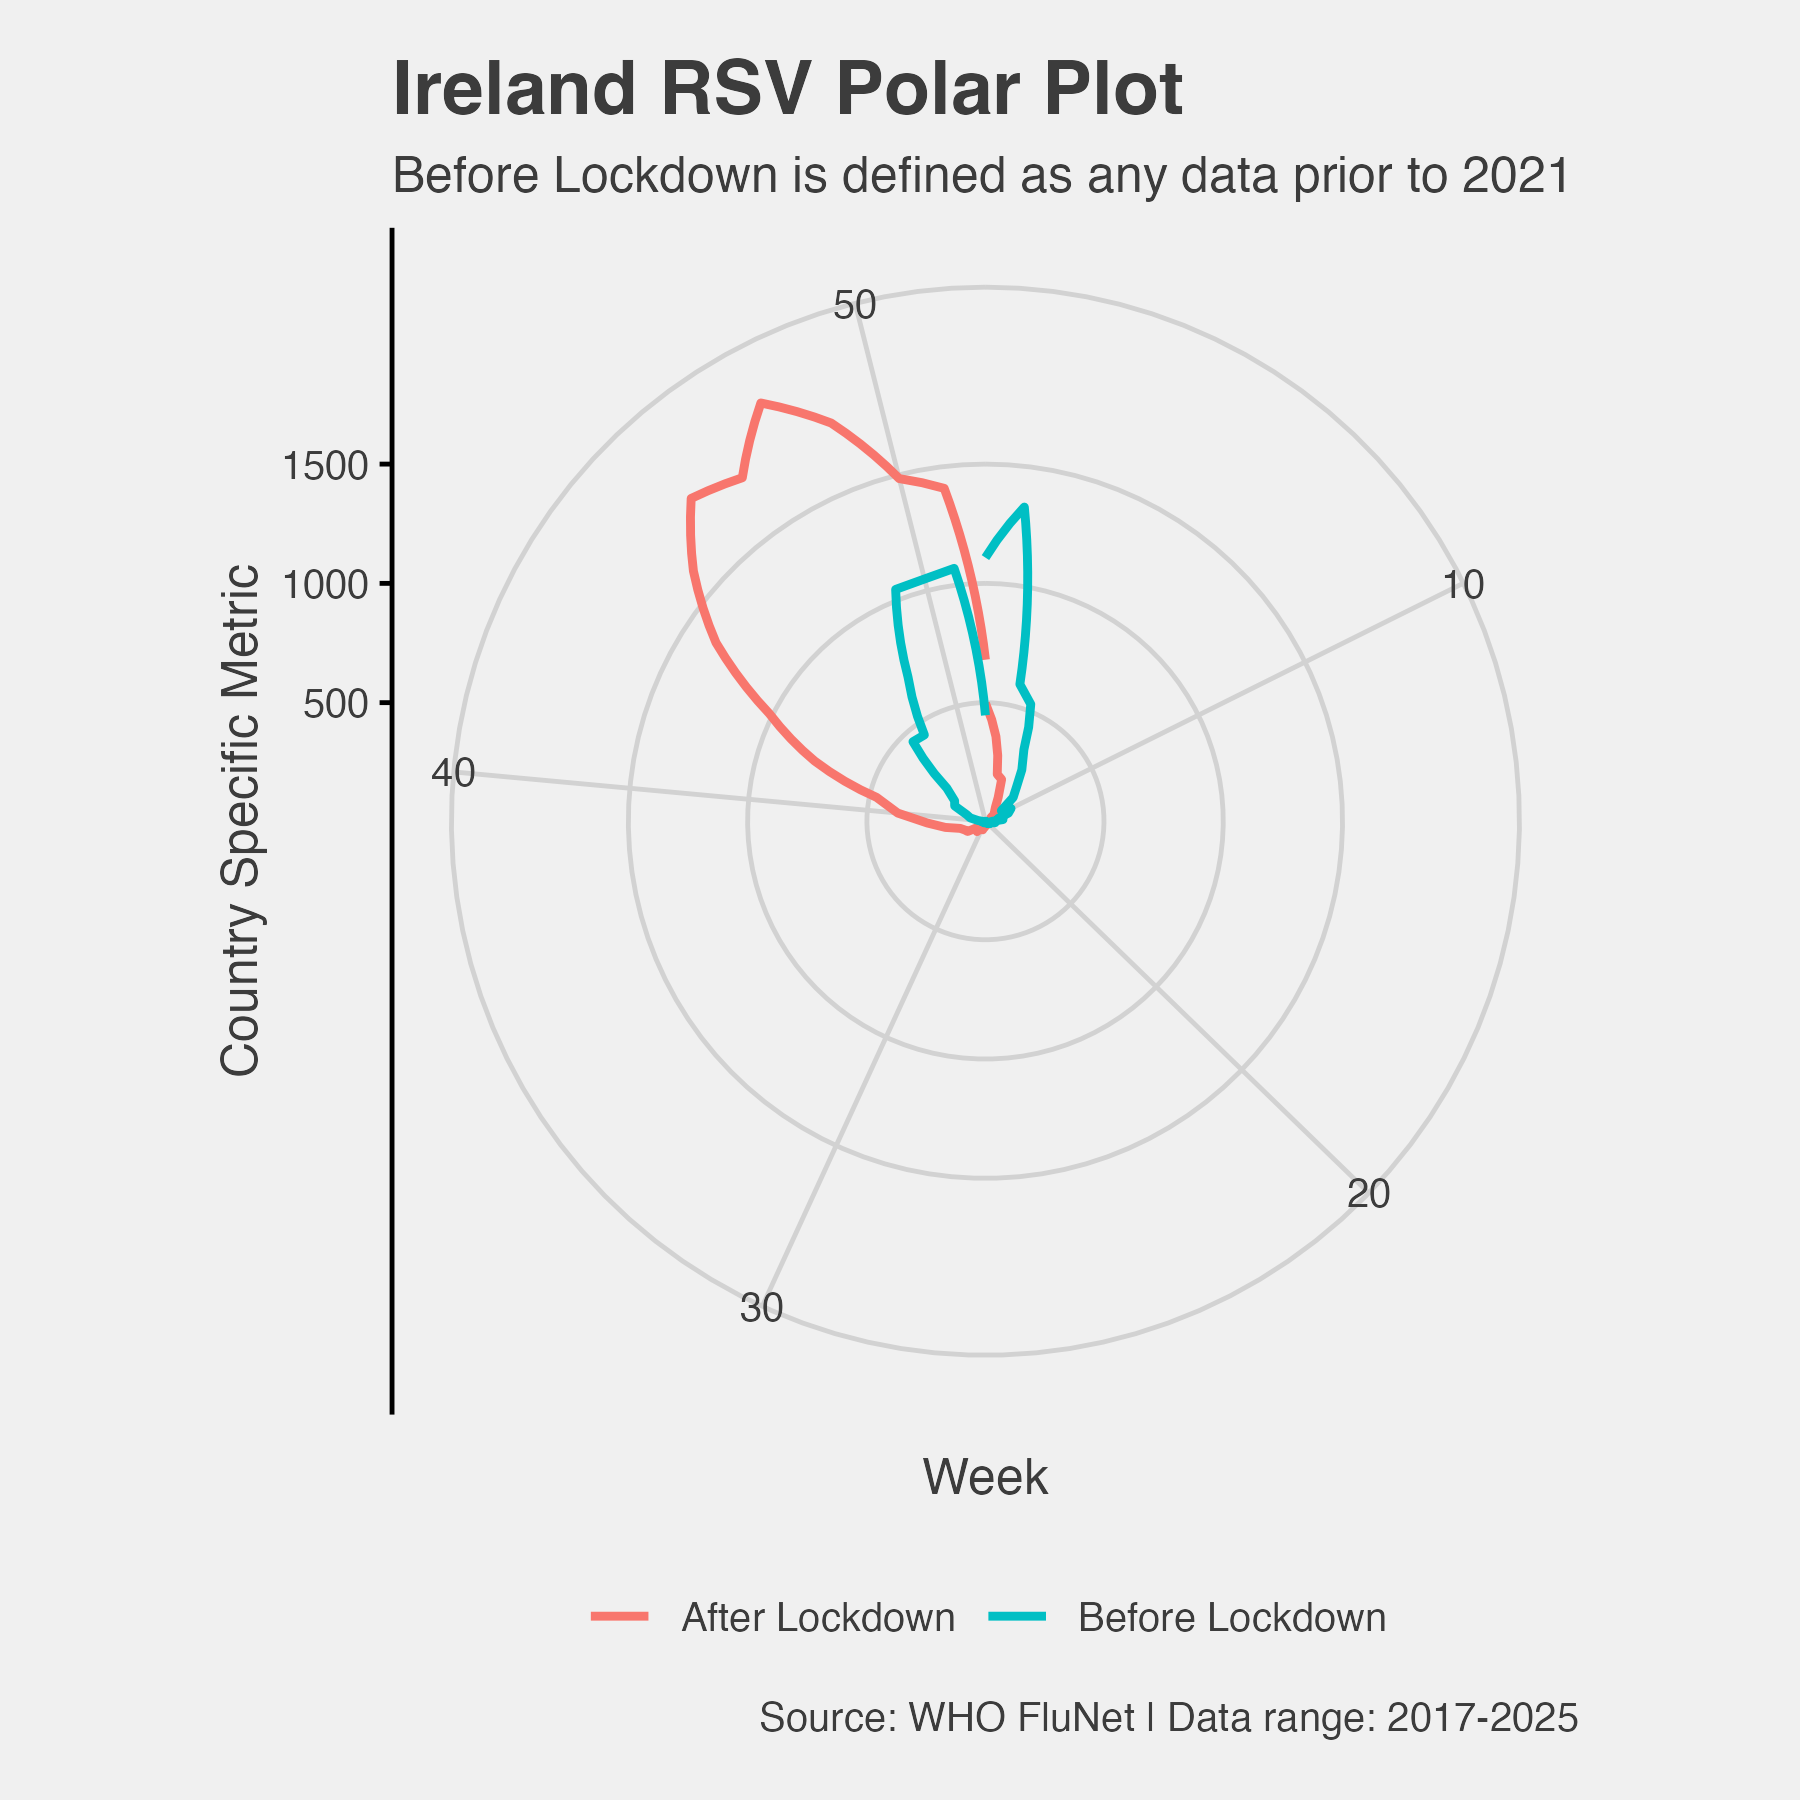 Ireland RSV Polar Plot
Before Lockdown is defined as any data prior to 2021
50
1500
1000
10
500
40
20
30
Country Specific Metric
Week
After Lockdown
Before Lockdown
Source: WHO FluNet | Data range: 2017-2025